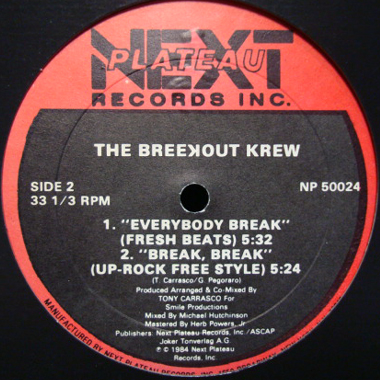 NEXT
PLATEAU
RECORDS INC.
THE BREEKOUT KREW
SIDE 2
33 1/3 RPM
NP 50024
1. "EVERYBODY BREAK"
(FRESH BEATS) 5:32
2. "BREAK, BREAK"
(UP-ROCK FREE STYLE) 5:24
(T. Carrasco/G. Pegoraro)
Produced Arranged & Co-Mixed By
TONY CARRASCO For
Smile Productions
Mixed By Michael Hutchinson
Mastered By Herb Powers, Jr.
Publishers: Next Plateau Records, Inc./ASCAP
Joker Tonverlag A.G.
℗ © 1984 Next Plateau
Records, Inc.
MANUFACTURED BY NEXT PLATEAU RECORDS, INC.